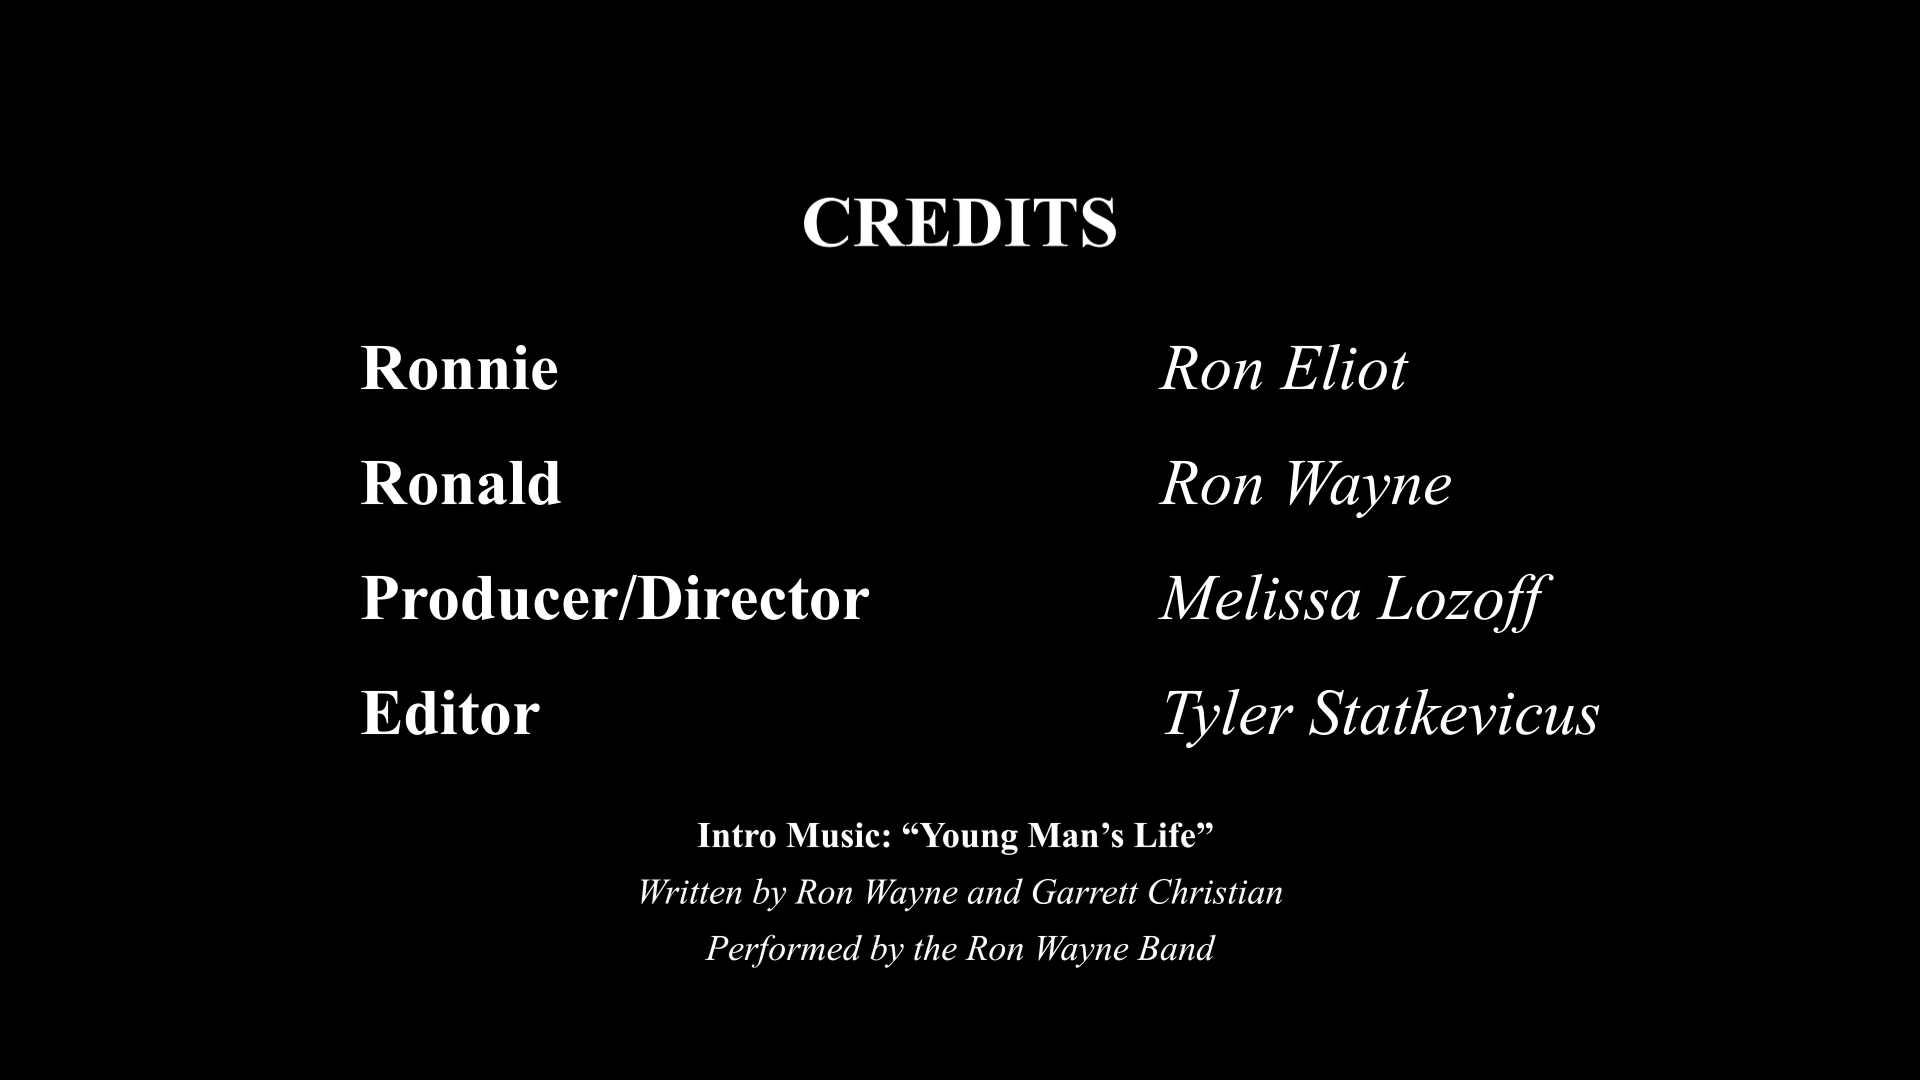 CREDITS
Ronnie Ron Eliot
Ronald Ron Wayne
Producer/Director Melissa Lozoff
Editor Tyler Statkevicus
Intro Music: “Young Man’s Life”
Written by Ron Wayne and Garrett Christian
Performed by the Ron Wayne Band